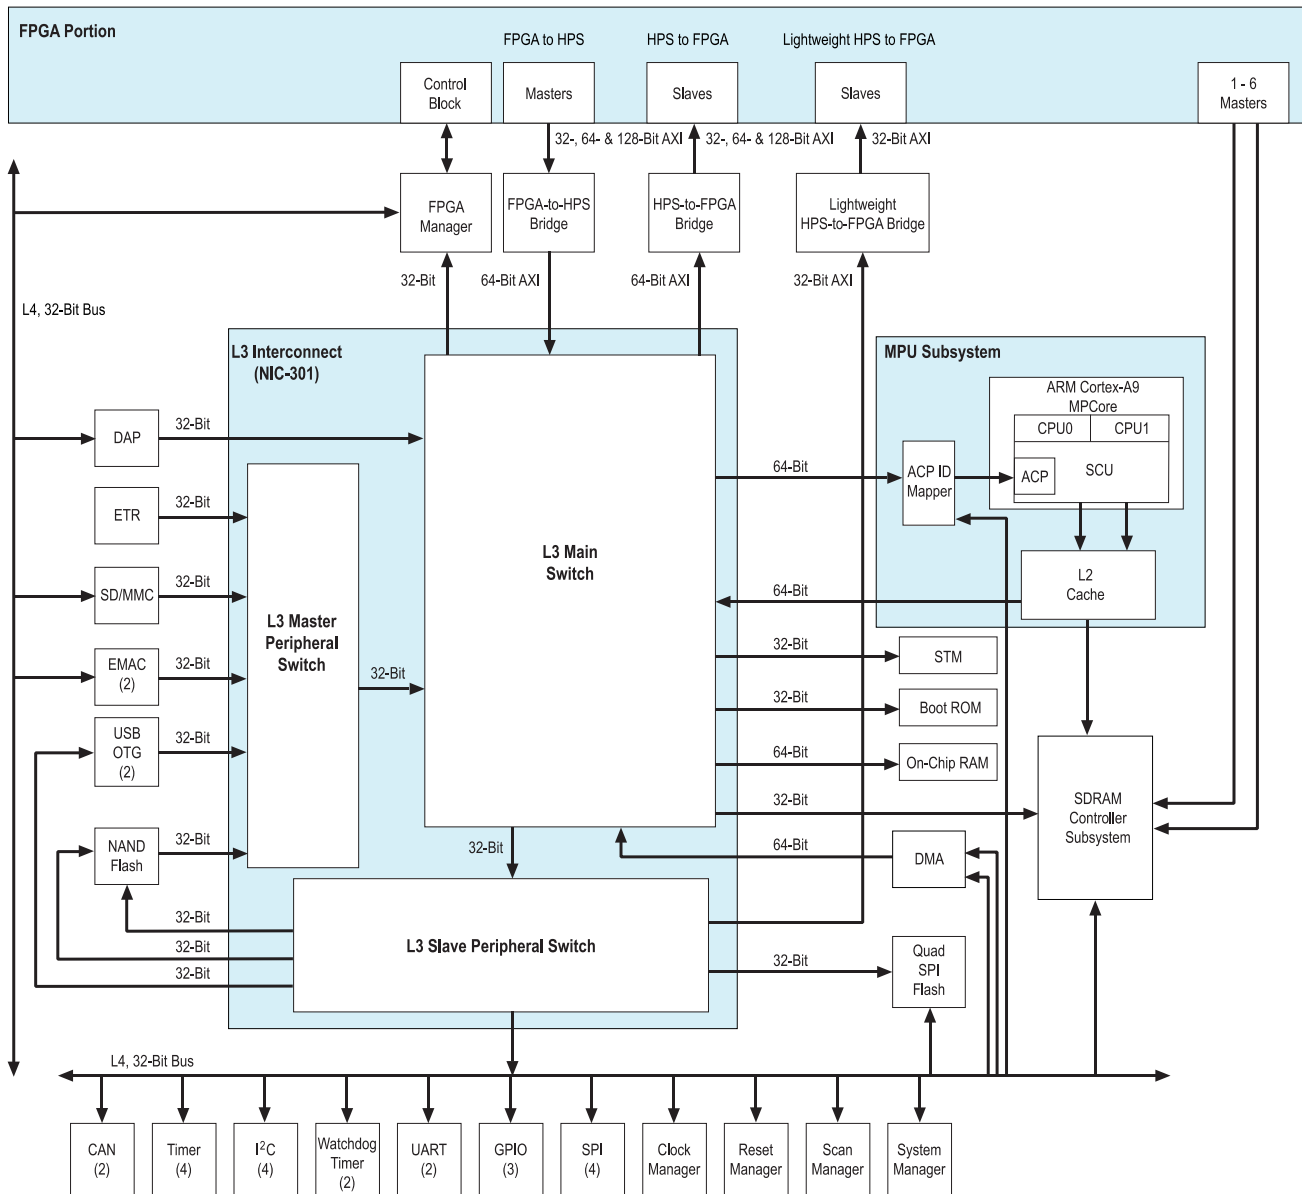 FPGA Portion
FPGA to HPS
HPS to FPGA
Lightweight HPS to FPGA
Control
Block
Masters
Slaves
Slaves
1 - 6
Masters
32-, 64- & 128-Bit AXI
32-, 64- & 128-Bit AXI
32-Bit AXI
FPGA
Manager
FPGA-to-HPS
Bridge
HPS-to-FPGA
Bridge
Lightweight
HPS-to-FPGA Bridge
32-Bit
64-Bit AXI
64-Bit AXI
32-Bit AXI
L4, 32-Bit Bus
L3 Interconnect
(NIC-301)
MPU Subsystem
ARM Cortex-A9
MPCore
CPU0
CPU1
SCU
ACP
ACP ID
Mapper
64-Bit
DAP
32-Bit
ETR
32-Bit
L3 Main
Switch
L2
Cache
64-Bit
SD/MMC
32-Bit
L3 Master
Peripheral
Switch
32-Bit
EMAC
(2)
32-Bit
32-Bit
STM
32-Bit
Boot ROM
USB
OTG
(2)
32-Bit
64-Bit
On-Chip RAM
32-Bit
SDRAM
Controller
Subsystem
NAND
Flash
32-Bit
32-Bit
64-Bit
DMA
32-Bit
32-Bit
32-Bit
L3 Slave Peripheral Switch
32-Bit
Quad
SPI
Flash
L4, 32-Bit Bus
CAN
(2)
Timer
(4)
I²C
(4)
Watchdog
Timer
(2)
UART
(2)
GPIO
(3)
SPI
(4)
Clock
Manager
Reset
Manager
Scan
Manager
System
Manager